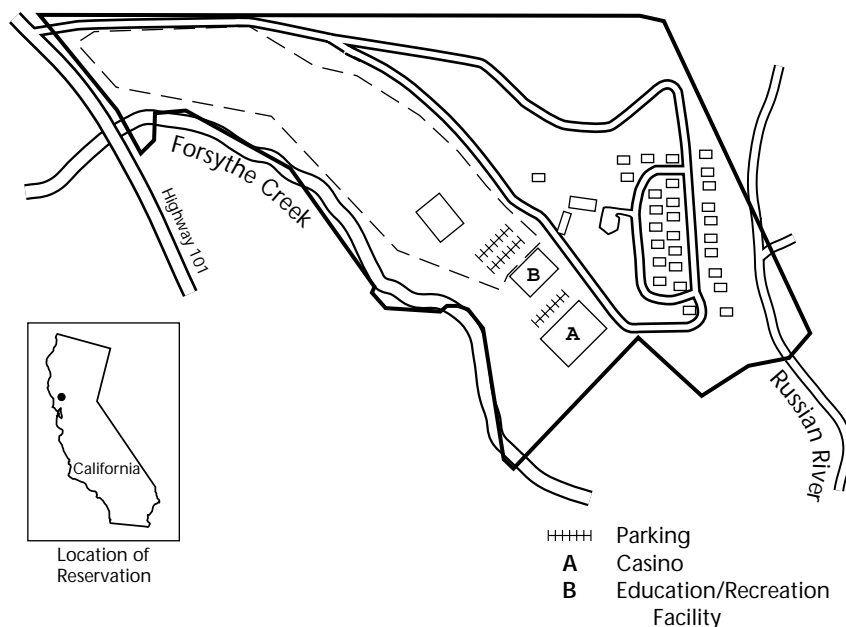 Forsythe Creek
Highway 101
B
A
Russian River
California
Location of
Reservation
Parking
A Casino
B Education/Recreation
Facility